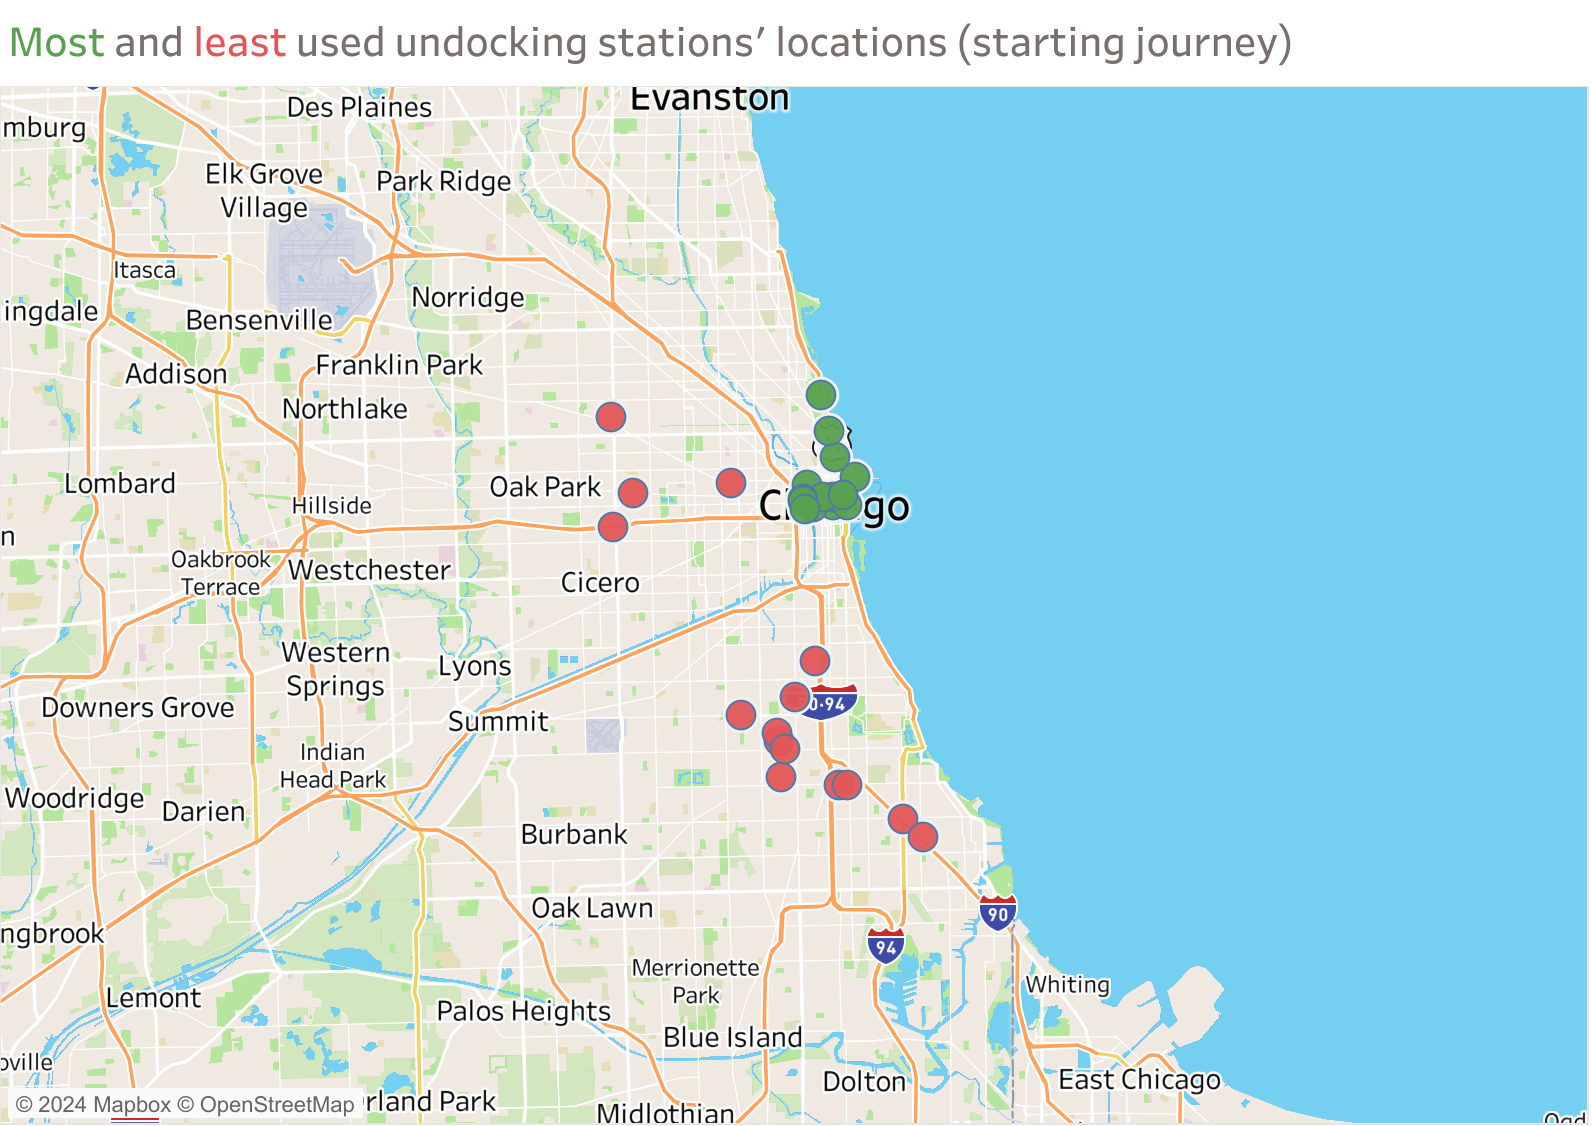 Most and least used undocking stations’ locations (starting journey)
Evanston
Des Plaines
mburg
Elk Grove
Village
Park Ridge
Itasca
Norridge
ingdale
Bensenville
Franklin Park
Addison
Northlake
Lombard
Oak Park
Hillside
Ch go
n
Oakbrook
Terrace
Westchester
Cicero
Western
Springs
Lyons
0-94
Downers Grove
Summit
Indian
Head Park
Woodridge
Darien
Burbank
Oak Lawn
90
ngbrook
94
Merrionette
Park
Whiting
Lemont
Palos Heights
Blue Island
oville
Dolton
East Chicago
© 2024 Mapbox © OpenStreetMap
rland Park
Midlothian
Ogd